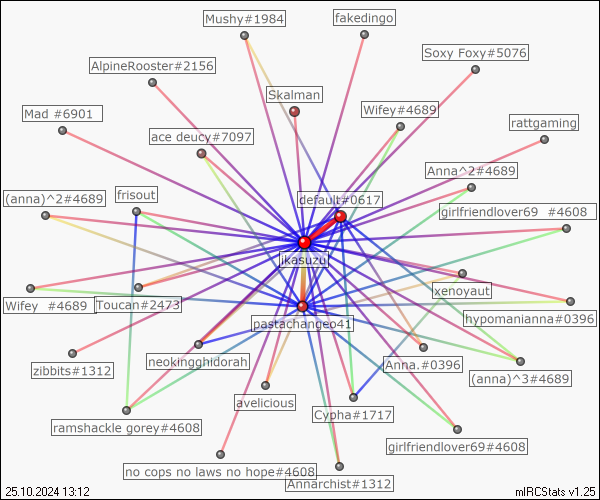 Mushy#1984
fakedingo
Soxy Foxy#5076
AlpineRooster#2156
Skalman
Mad #6901
Wifey#4689
rattgaming
ace deucy#7097
Anna^2#4689
(anna)^2#4689
frisout
default#0617
girlfriendlover69 #4608
ikasuzu
xenoyaut
Wifey #4689
Toucan#2473
hypomanianna#0396
pastachangeo41
neokingghidorah
Anna.#0396
zibbits#1312
(anna)^3#4689
avelicious
Cypha#1717
ramshackle gorey#4608
girlfriendlover69#4608
no cops no laws no hope#4608
Annarchist#1312
25.10.2024 13:12
mIRCStats v1.25